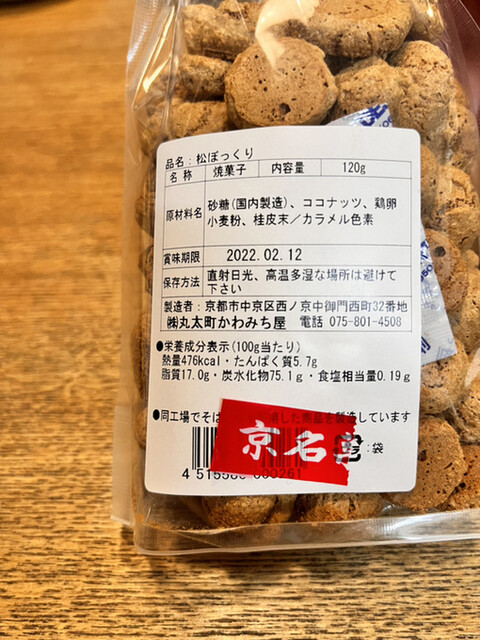 品名:松ぼっくり
名 称 焼菓子 内容量 120g
原材料名 砂糖(国内製造)、ココナッツ、鶏卵
小麦粉、桂皮末/カラメル色素
賞味期限 2022.02.12
保存方法 直射日光、高温多湿な場所は避けて
下さい
製造者:京都市中京区西ノ京中御門西町32番地
㈱丸太町かわみち屋 電話 075-801-4508
●栄養成分表示(100g当たり)
熱量476kcal・たんぱく質5.7g
脂質17.0g・炭水化物75.1g・食塩相当量0.19g
●同工場でそば
した商品を製造しています
京名
:袋